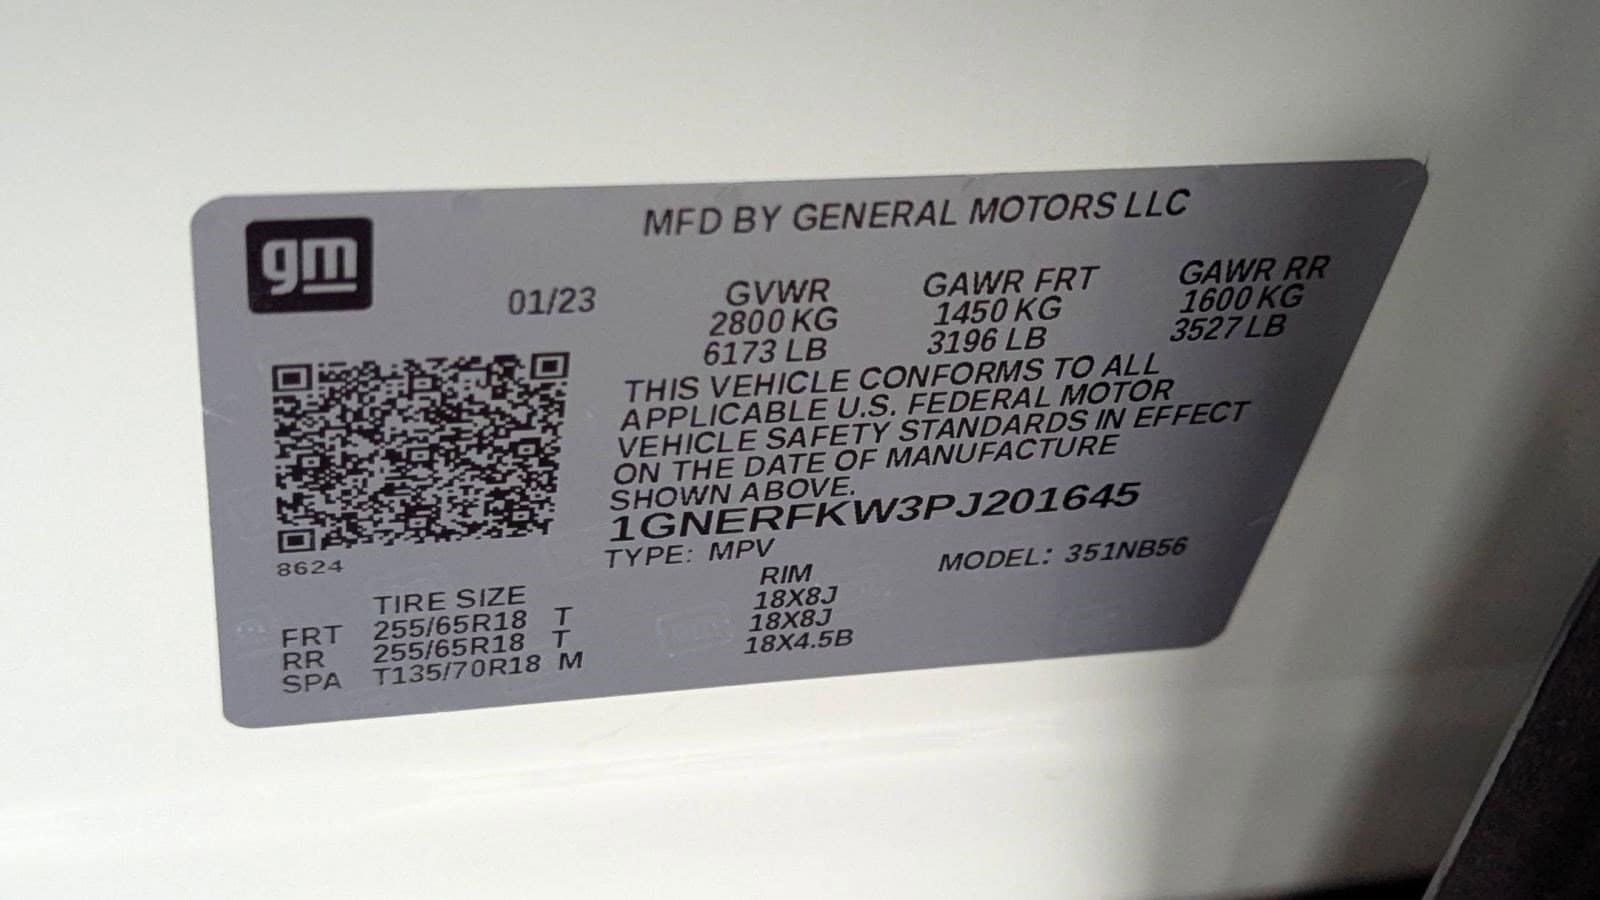 gm
MFD BY GENERAL MOTORS LLC
01/23
GVWR GAWR FRT GAWR RR
2800 KG 1450 KG 1600 KG
6173 LB 3196 LB 3527 LB
THIS VEHICLE CONFORMS TO ALL
APPLICABLE U.S. FEDERAL MOTOR
VEHICLE SAFETY STANDARDS IN EFFECT
ON THE DATE OF MANUFACTURE
SHOWN ABOVE.
1GNERFKW3PJ201645
TYPE: MPV MODEL: 351NB56
8624
TIRE SIZE RIM
FRT 255/65R18 T 18X8J
RR 255/65R18 T 18X8J
SPA T135/70R18 M 18X4.5B